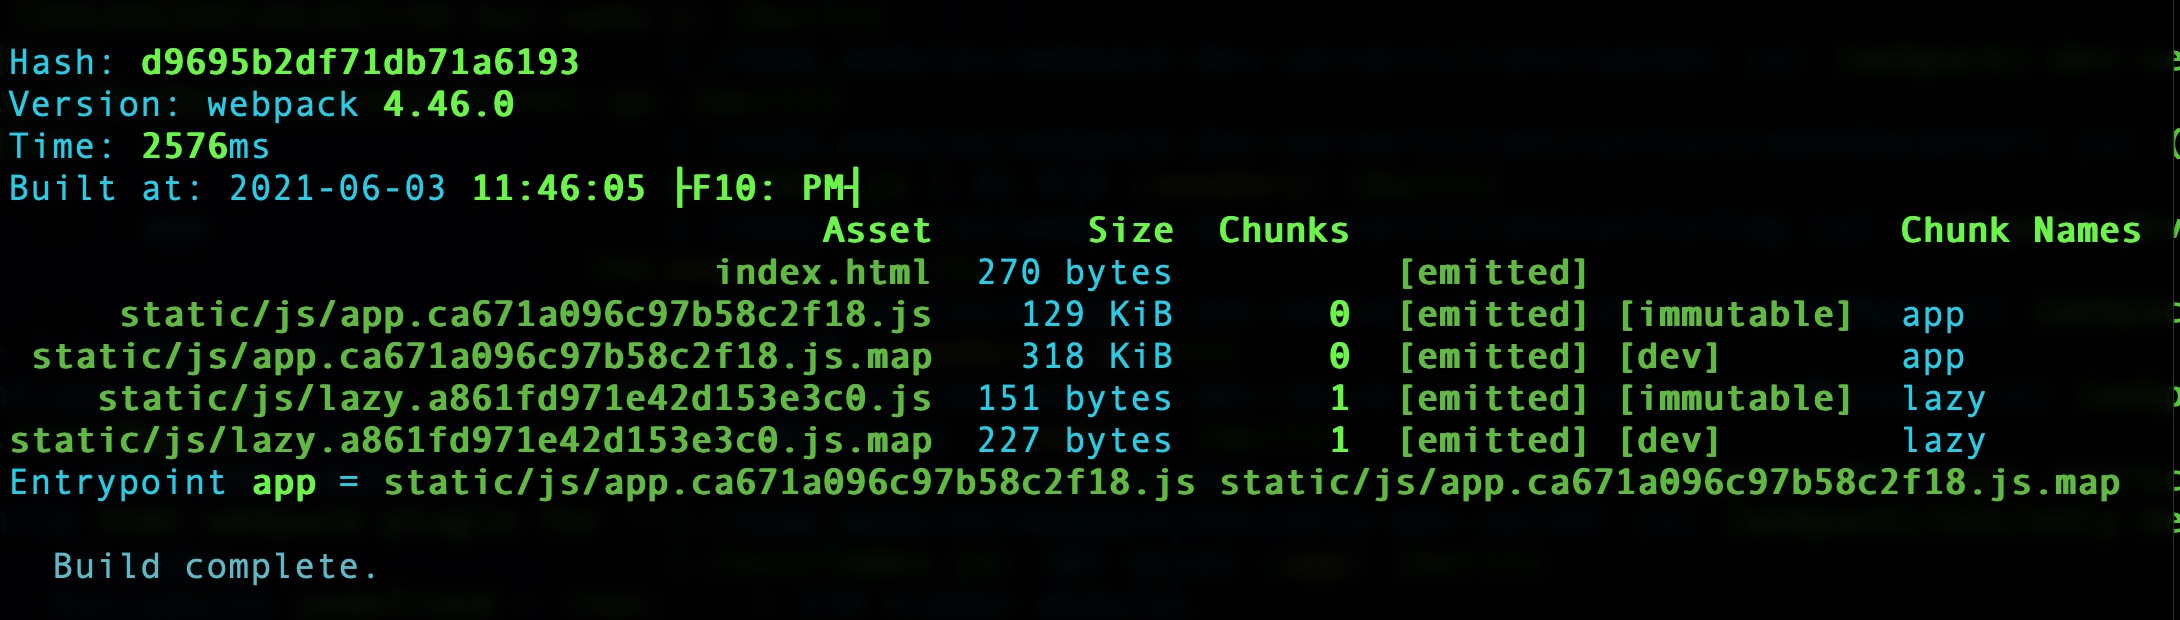 Hash: d9695b2df71db71a6193
Version: webpack 4.46.0
Time: 2576ms
Built at: 2021-06-03 11:46:05 ├F10: PM┤
Asset Size Chunks Chunk Names
index.html 270 bytes [emitted]
static/js/app.ca671a096c97b58c2f18.js 129 KiB 0 [emitted] [immutable] app
static/js/app.ca671a096c97b58c2f18.js.map 318 KiB 0 [emitted] [dev] app
static/js/lazy.a861fd971e42d153e3c0.js 151 bytes 1 [emitted] [immutable] lazy
static/js/lazy.a861fd971e42d153e3c0.js.map 227 bytes 1 [emitted] [dev] lazy
Entrypoint app = static/js/app.ca671a096c97b58c2f18.js static/js/app.ca671a096c97b58c2f18.js.map
Build complete.